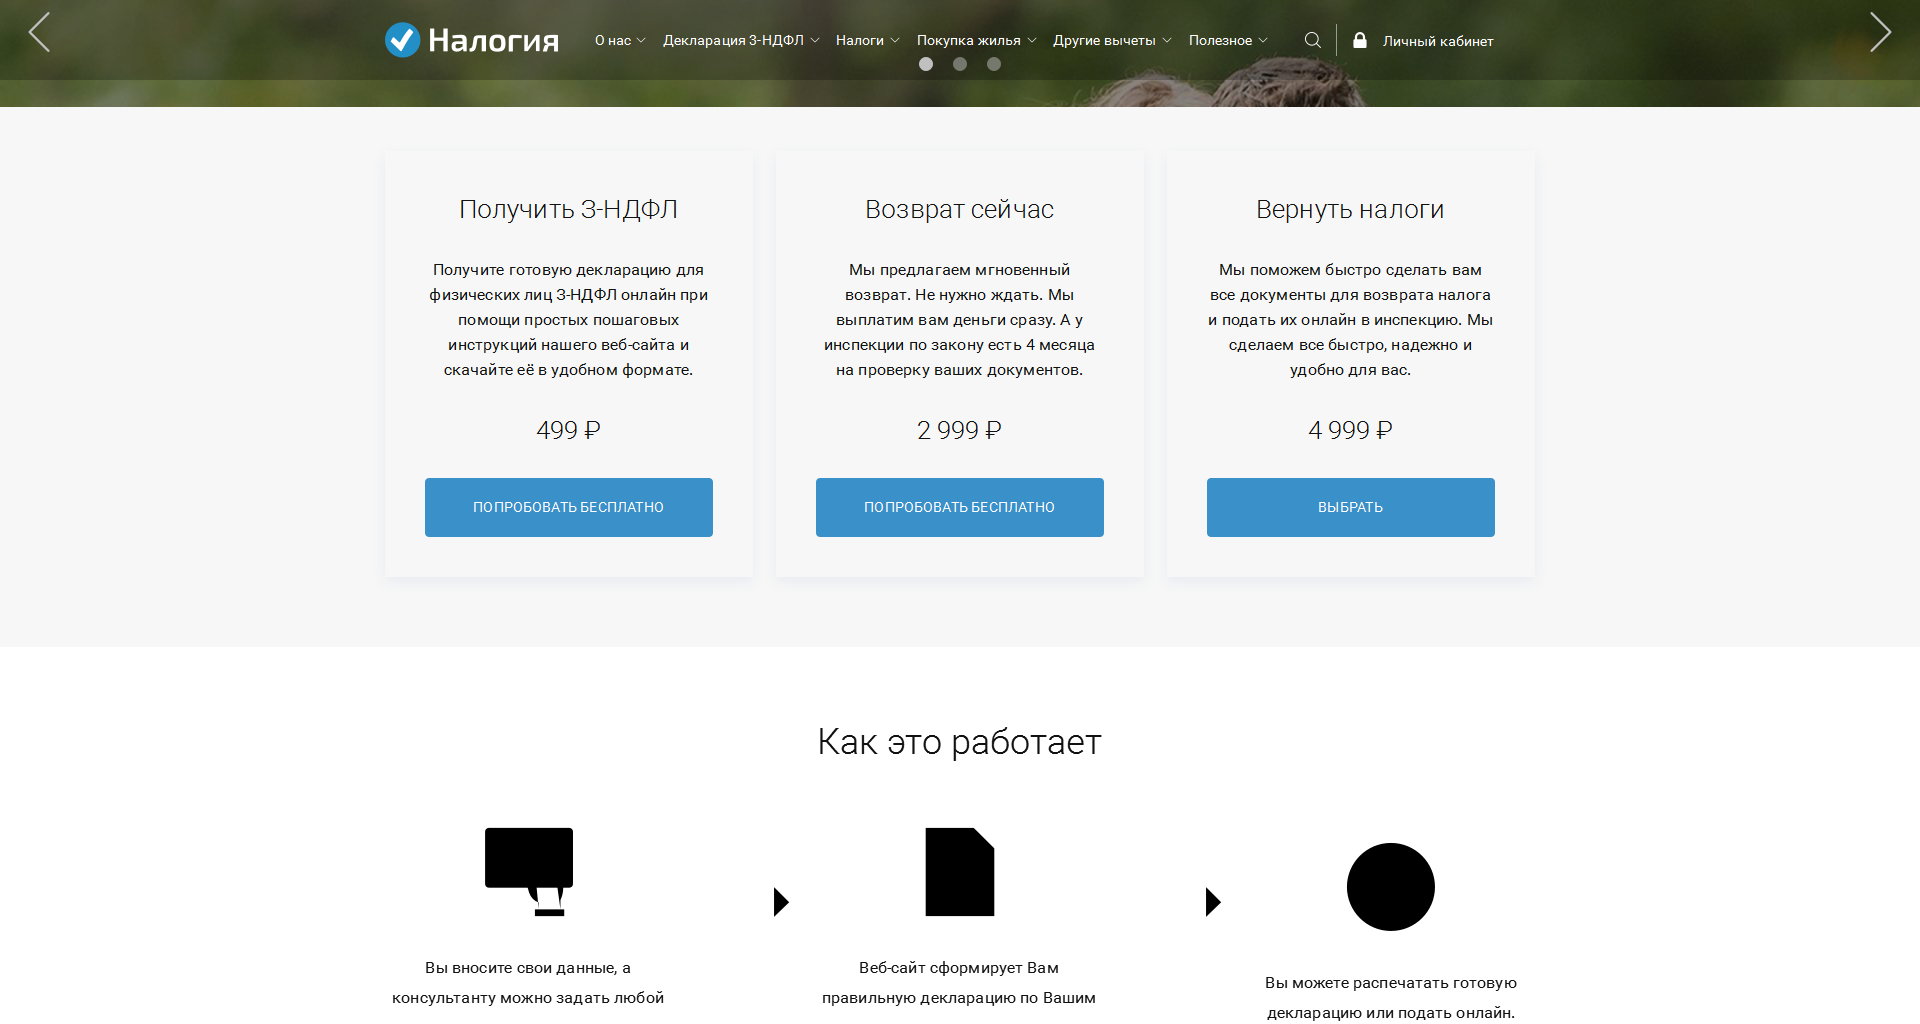 Налогия
О нас
Декларация 3-НДФЛ
Налоги
Покупка жилья
Другие вычеты
Полезное
Личный кабинет
Получить 3-НДФЛ
Получите готовую декларацию для
физических лиц 3-НДФЛ онлайн при
помощи простых пошаговых
инструкций нашего веб-сайта и
скачайте её в удобном формате.
499 ₽
ПОПРОБОВАТЬ БЕСПЛАТНО
Возврат сейчас
Мы предлагаем мгновенный
возврат. Не нужно ждать. Мы
выплатим вам деньги сразу. А у
инспекции по закону есть 4 месяца
на проверку ваших документов.
2 999 ₽
ПОПРОБОВАТЬ БЕСПЛАТНО
Вернуть налоги
Мы поможем быстро сделать вам
все документы для возврата налога
и подать их онлайн в инспекцию. Мы
сделаем все быстро, надежно и
удобно для вас.
4 999 ₽
ВЫБРАТЬ
Как это работает
Вы вносите свои данные, а
консультанту можно задать любой
Веб-сайт сформирует Вам
правильную декларацию по Вашим
Вы можете распечатать готовую
декларацию или подать онлайн.